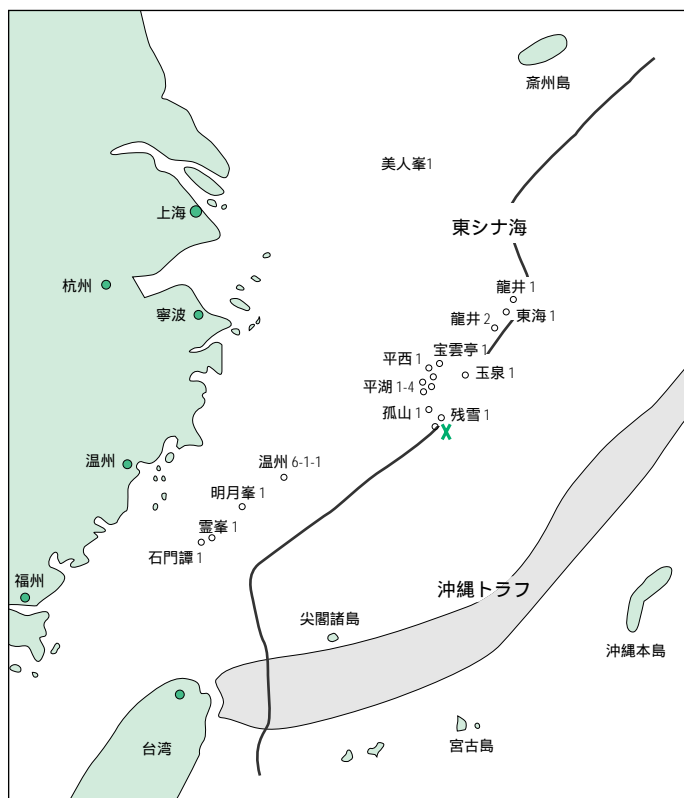 斎州島
美人峯1
上海
東シナ海
杭州
龍井 1
寧波
龍井 2
東海 1
宝雲亭 1
平西 1
玉泉 1
平湖 1-4
孤山 1
残雪 1
X
温州
温州 6-1-1
明月峯 1
霊峯 1
石門譚 1
福州
沖縄トラフ
尖閣諸島
沖縄本島
台湾
宮古島